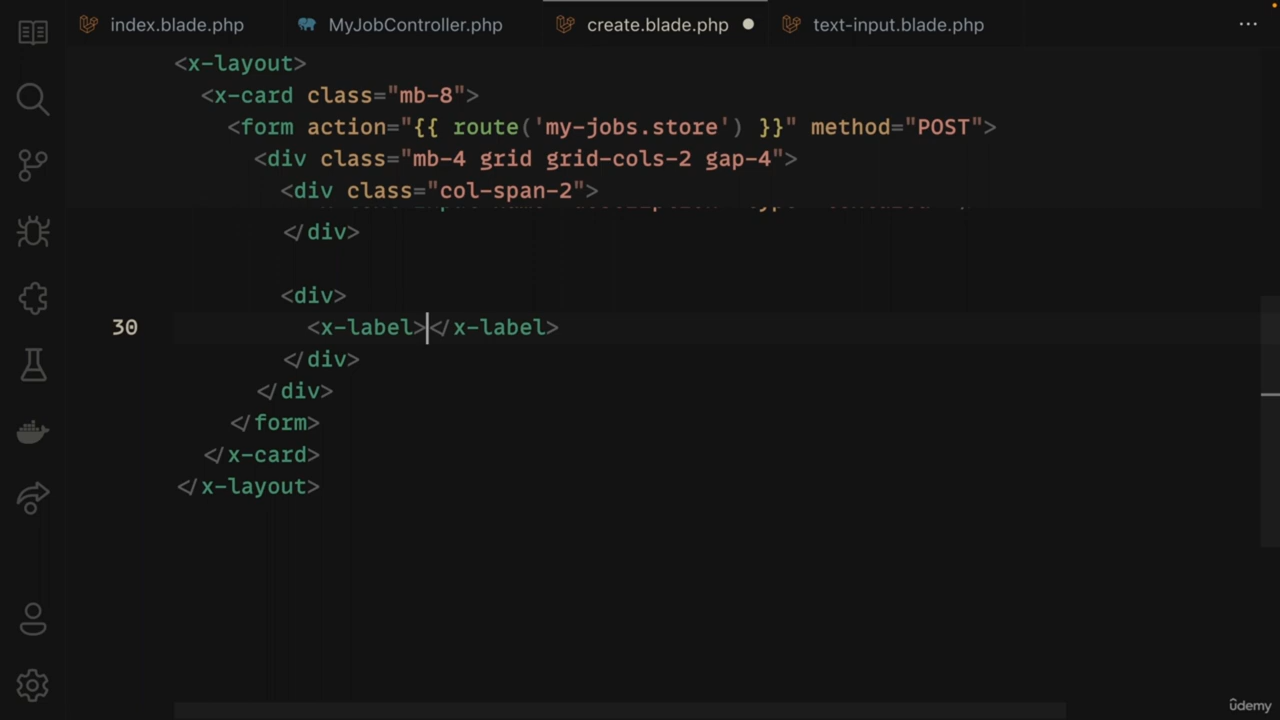 index.blade.php MyJobController.php create.blade.php text-input.blade.php
<x-layout>
<x-card class="mb-8">
<form action="{{ route('my-jobs.store') }}" method="POST">
<div class="mb-4 grid grid-cols-2 gap-4">
<div class="col-span-2">
</div>
<div>
30 <x-label></x-label>
</div>
</div>
</form>
</x-card>
</x-layout>
ûdemy